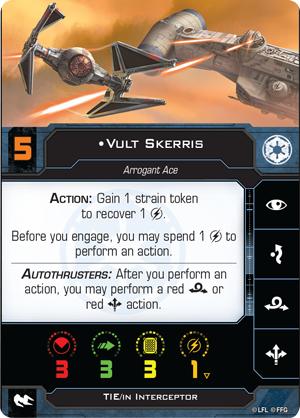 •Vult Skerris
5
Arrogant Ace
Action: Gain 1 strain token
to recover 1 .
Before you engage, you may spend 1 to
perform an action.
Autothrusters: After you perform an
action, you may perform a red or
red action.
3 3 3 1
TIE/in Interceptor
©LFL ©FFG